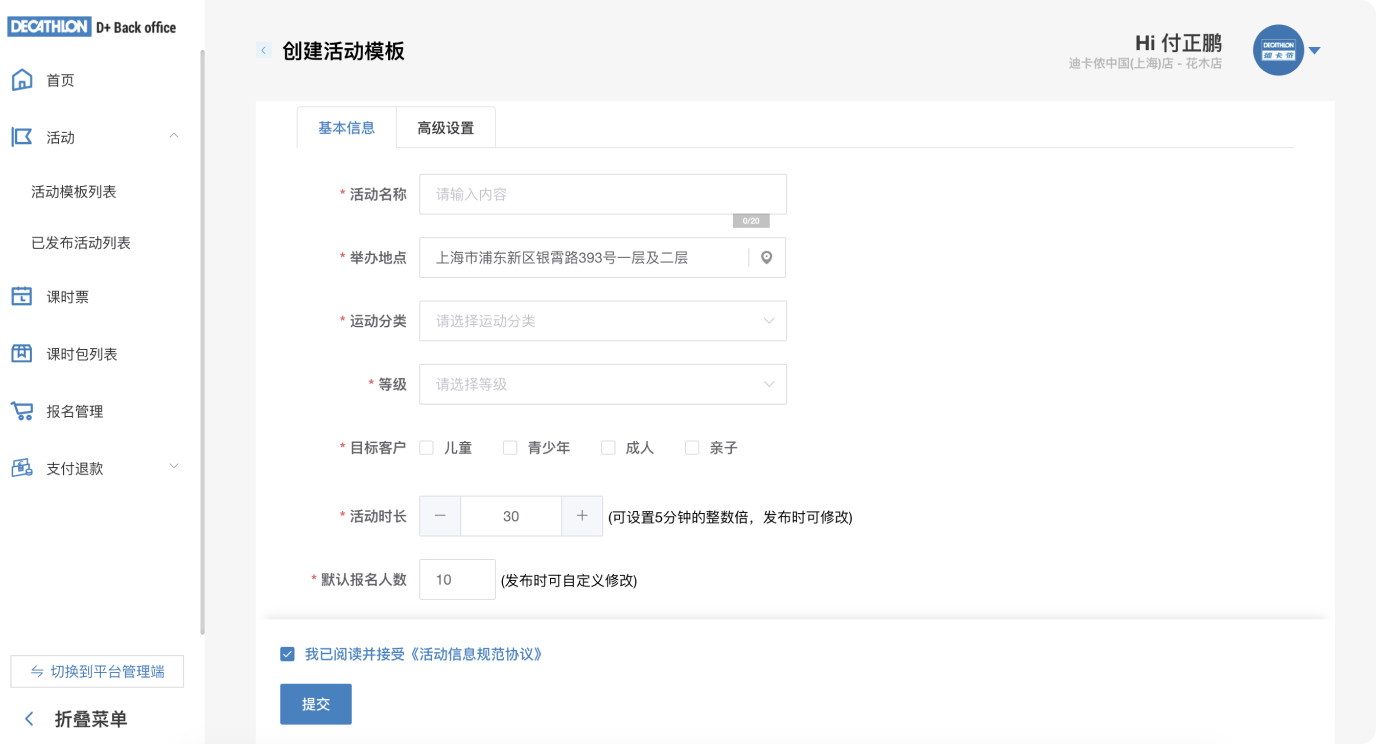 DECATHLON D+ Back office
首页
活动
活动模板列表
已发布活动列表
课时票
课时包列表
报名管理
支付退款
切换到平台管理端
折叠菜单
创建活动模板
Hi 付正鹏
迪卡侬中国(上海)店 - 花木店
DECATHLON
迪卡侬
基本信息
高级设置
* 活动名称 请输入内容
0/20
* 举办地点 上海市浦东新区银霄路393号一层及二层
* 运动分类 请选择运动分类
* 等级 请选择等级
* 目标客户 儿童 青少年 成人 亲子
* 活动时长 30 (可设置5分钟的整数倍，发布时可修改)
* 默认报名人数 10 (发布时可自定义修改)
我已阅读并接受《活动信息规范协议》
提交